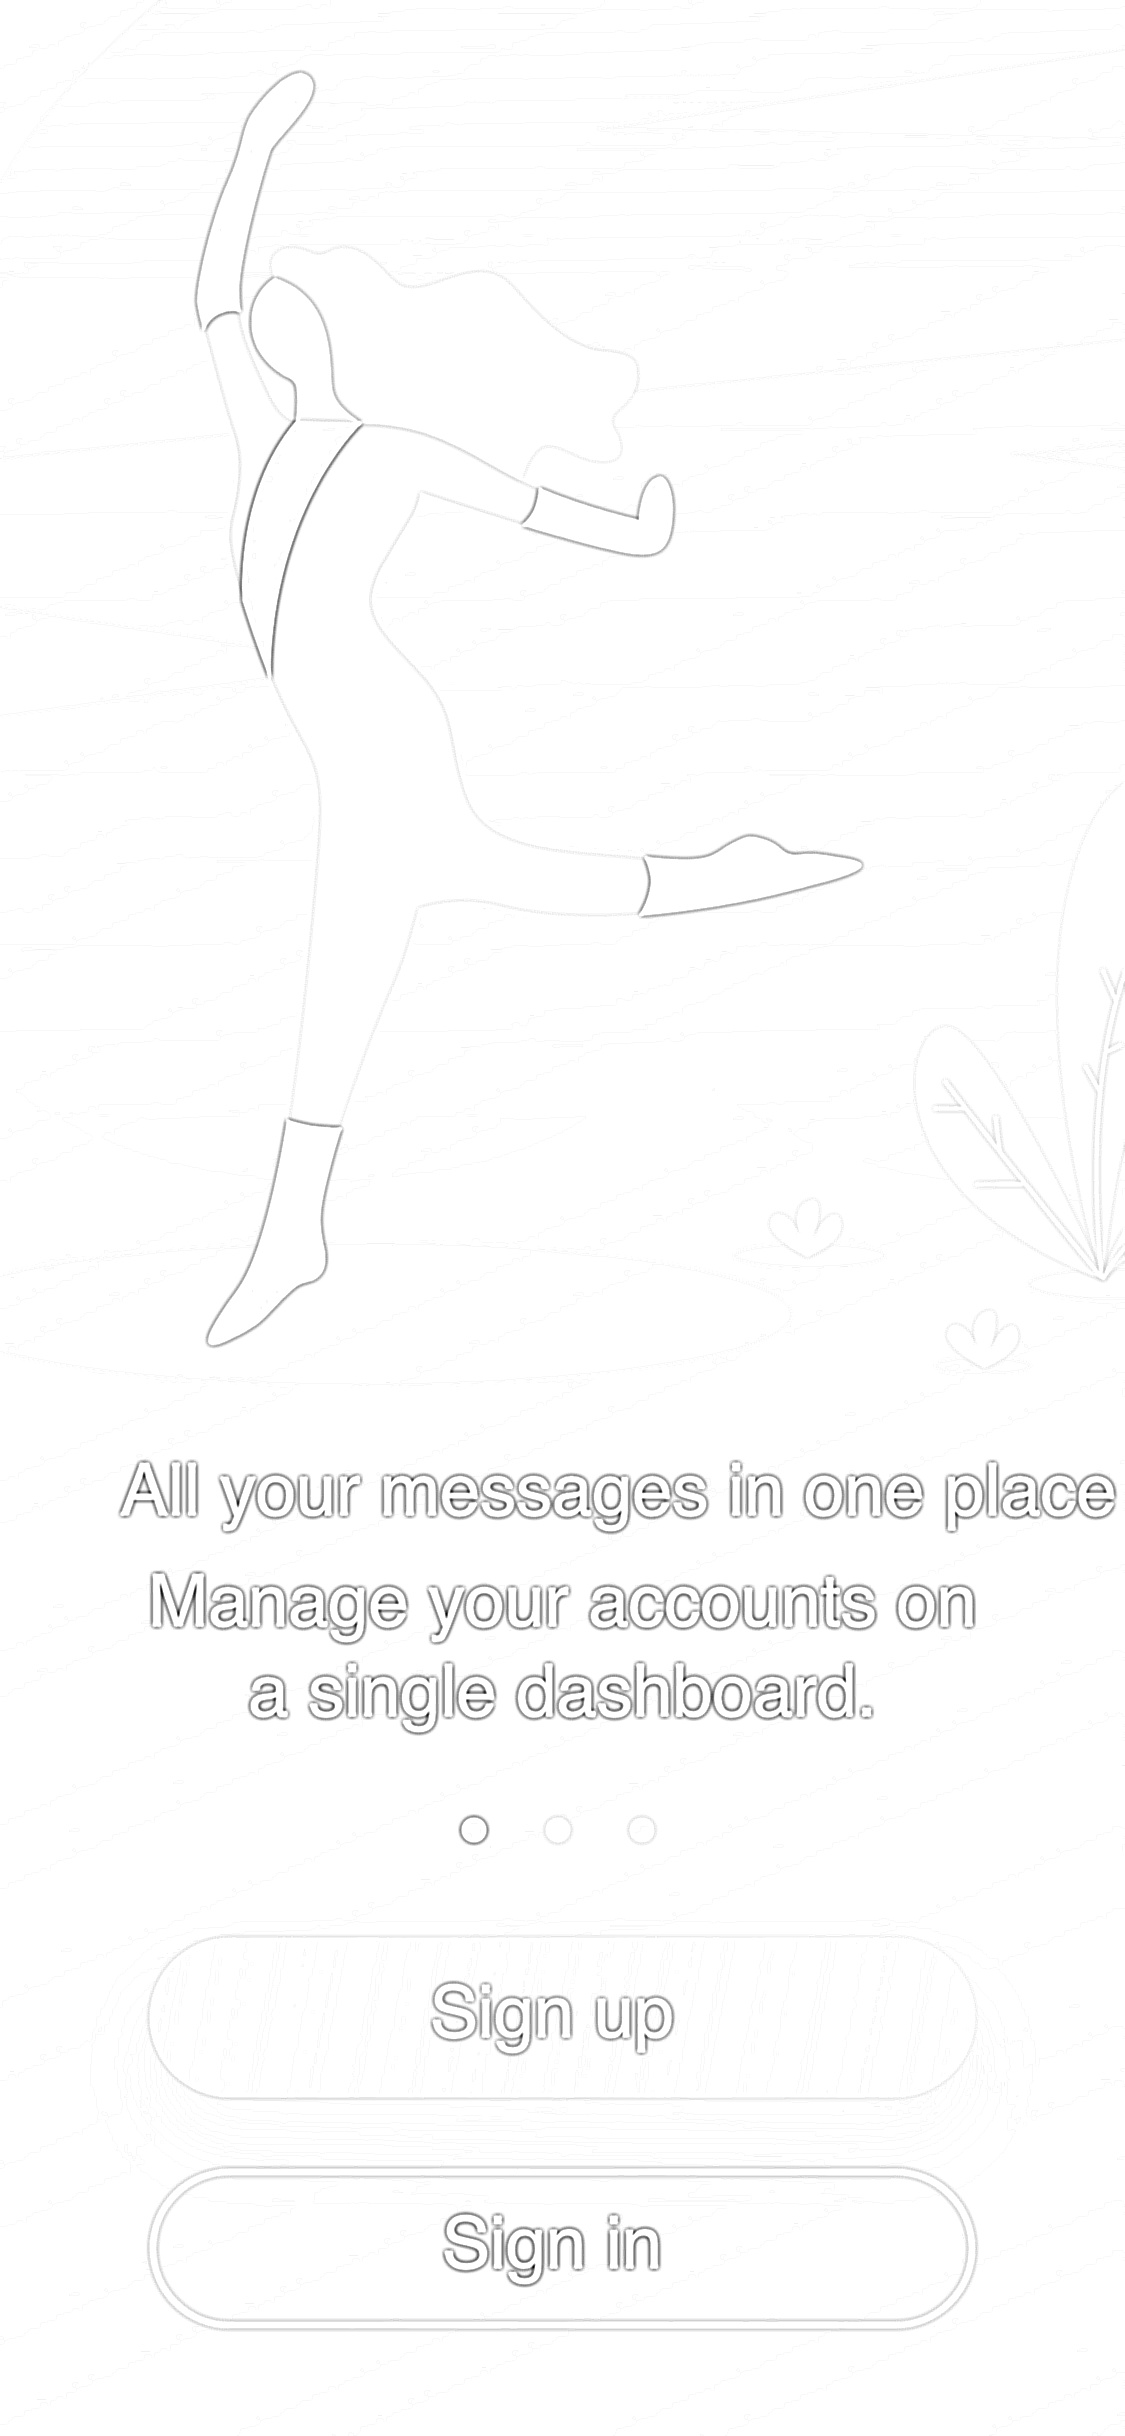 All your messages in one place
Manage your accounts on
a single dashboard.
Sign up
Sign in